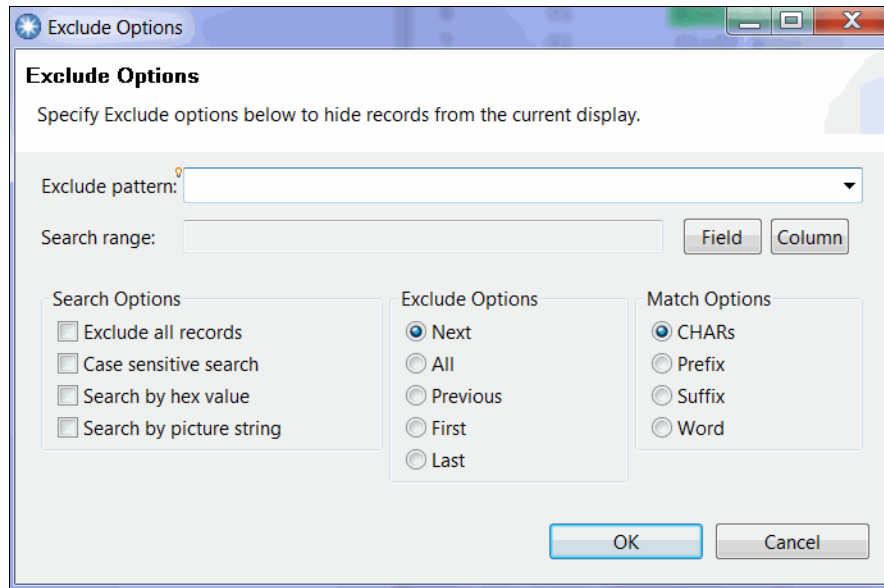 Exclude Options
Exclude Options
Specify Exclude options below to hide records from the current display.
Exclude pattern:
Search range: Field Column
Search Options Exclude Options Match Options
Exclude all records Next CHARs
Case sensitive search All Prefix
Search by hex value Previous Suffix
Search by picture string First Word
Last
OK Cancel